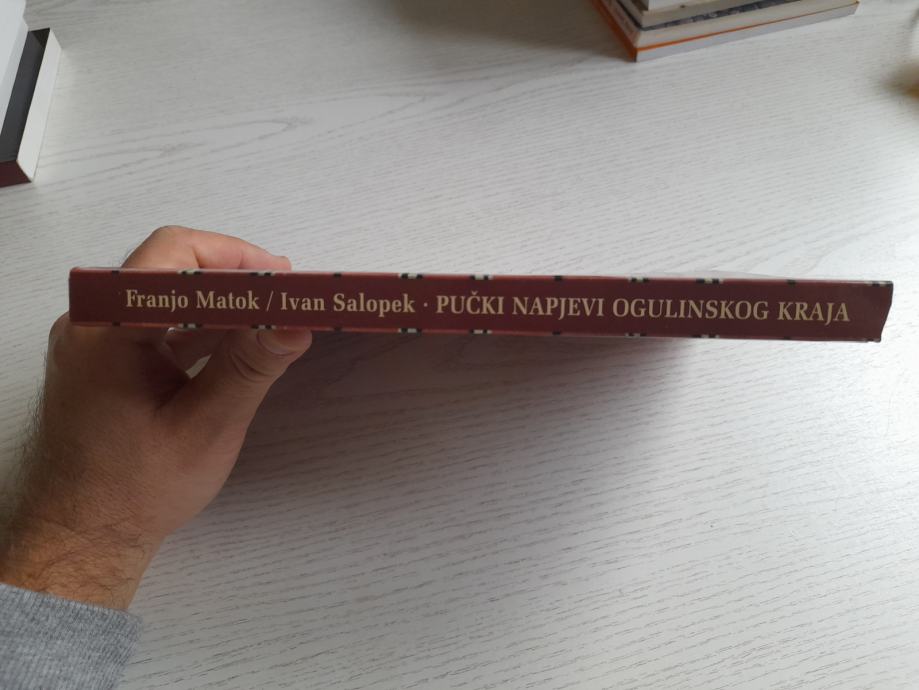 Franjo Matok / Ivan Salopek · PUČKI NAPJEVI OGULINSKOG KRAJA